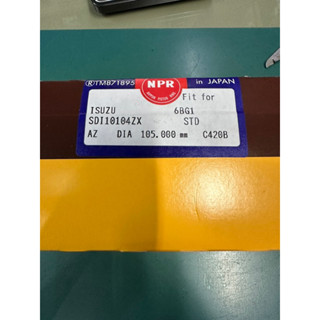 ®TM871895 in JAPAN
NPR
Fit for
ISUZU 6BG1
SDI10104ZX STD
AZ DIA 105.000 mm C420B